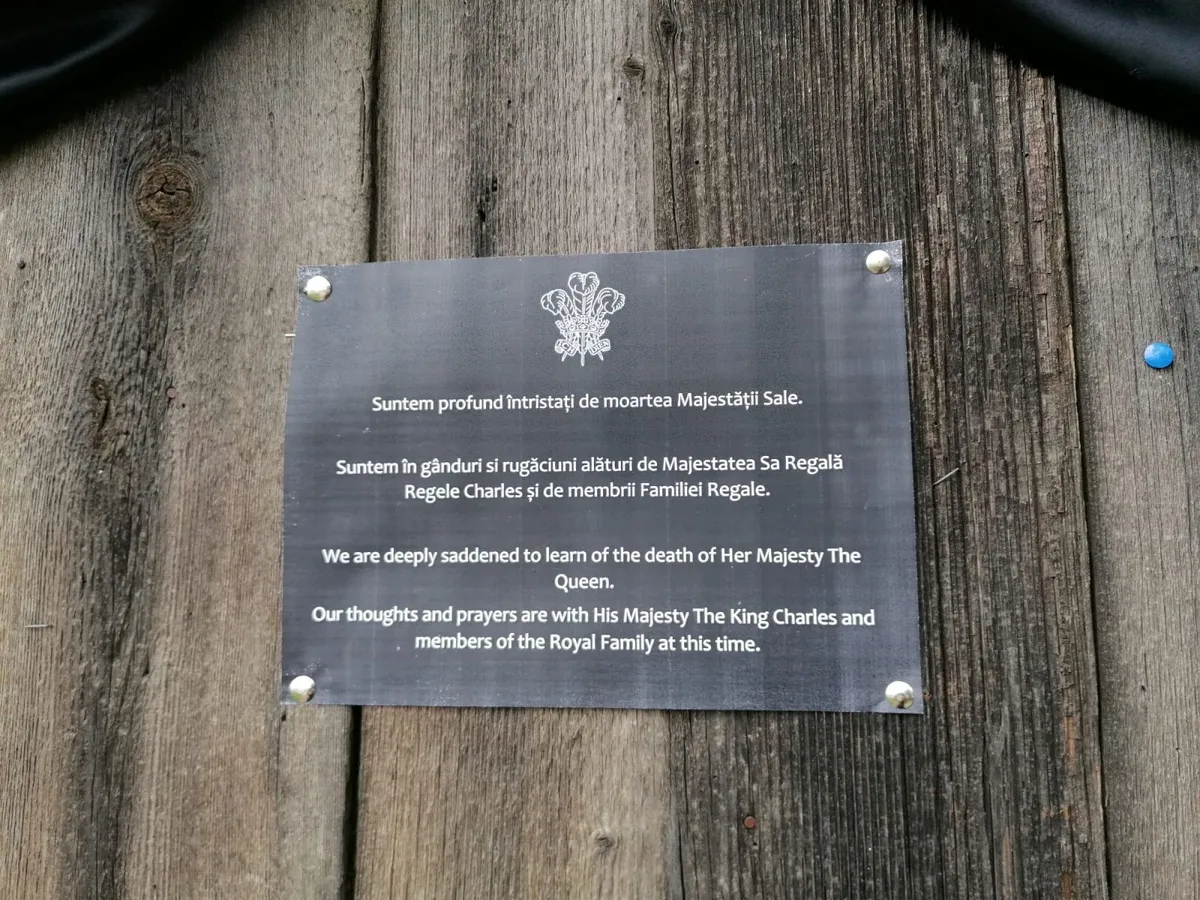 Suntem profund întristați de moartea Majestății Sale.
Suntem în gânduri si rugăciuni alături de Majestatea Sa Regală
Regele Charles și de membrii Familiei Regale.
We are deeply saddened to learn of the death of Her Majesty The
Queen.
Our thoughts and prayers are with His Majesty The King Charles and
members of the Royal Family at this time.